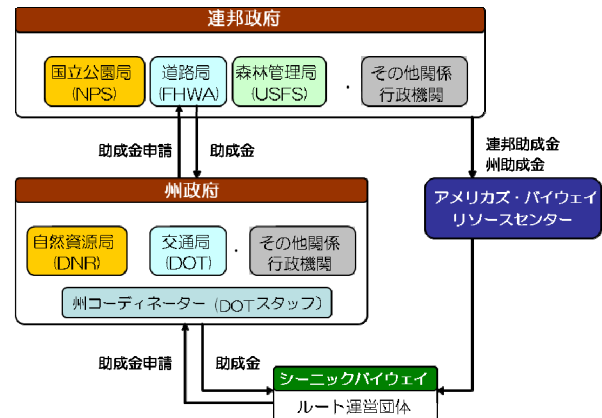 連邦政府
国立公園局
(NPS)
道路局
(FHWA)
森林管理局
(USFS)
・
その他関係
行政機関
助成金申請
助成金
連邦助成金
州助成金
州政府
アメリカズ・バイウェイ
リソースセンター
自然資源局
(DNR)
交通局
(DOT)
・
その他関係
行政機関
州コーディネーター (DOTスタッフ)
助成金申請
助成金
シーニックバイウェイ
ルート運営団体